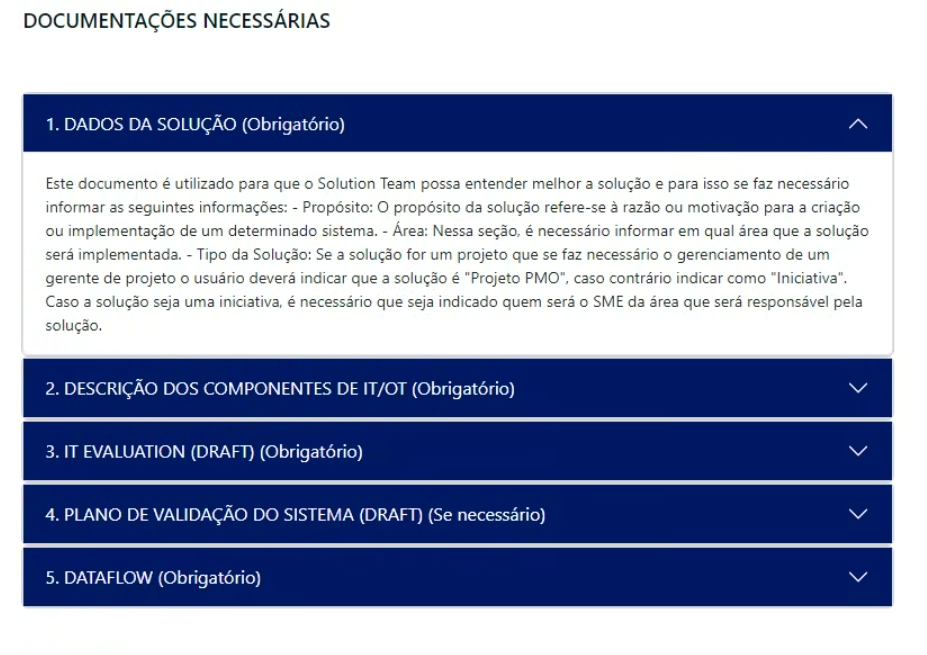 DOCUMENTAÇÕES NECESSÁRIAS
1. DADOS DA SOLUÇÃO (Obrigatório)
Este documento é utilizado para que o Solution Team possa entender melhor a solução e para isso se faz necessário
informar as seguintes informações: - Propósito: O propósito da solução refere-se à razão ou motivação para a criação
ou implementação de um determinado sistema. - Área: Nessa seção, é necessário informar em qual área que a solução
será implementada. - Tipo da Solução: Se a solução for um projeto que se faz necessário o gerenciamento de um
gerente de projeto o usuário deverá indicar que a solução é "Projeto PMO", caso contrário indicar como "Iniciativa".
Caso a solução seja uma iniciativa, é necessário que seja indicado quem será o SME da área que será responsável pela
solução.
2. DESCRIÇÃO DOS COMPONENTES DE IT/OT (Obrigatório)
3. IT EVALUATION (DRAFT) (Obrigatório)
4. PLANO DE VALIDAÇÃO DO SISTEMA (DRAFT) (Se necessário)
5. DATAFLOW (Obrigatório)